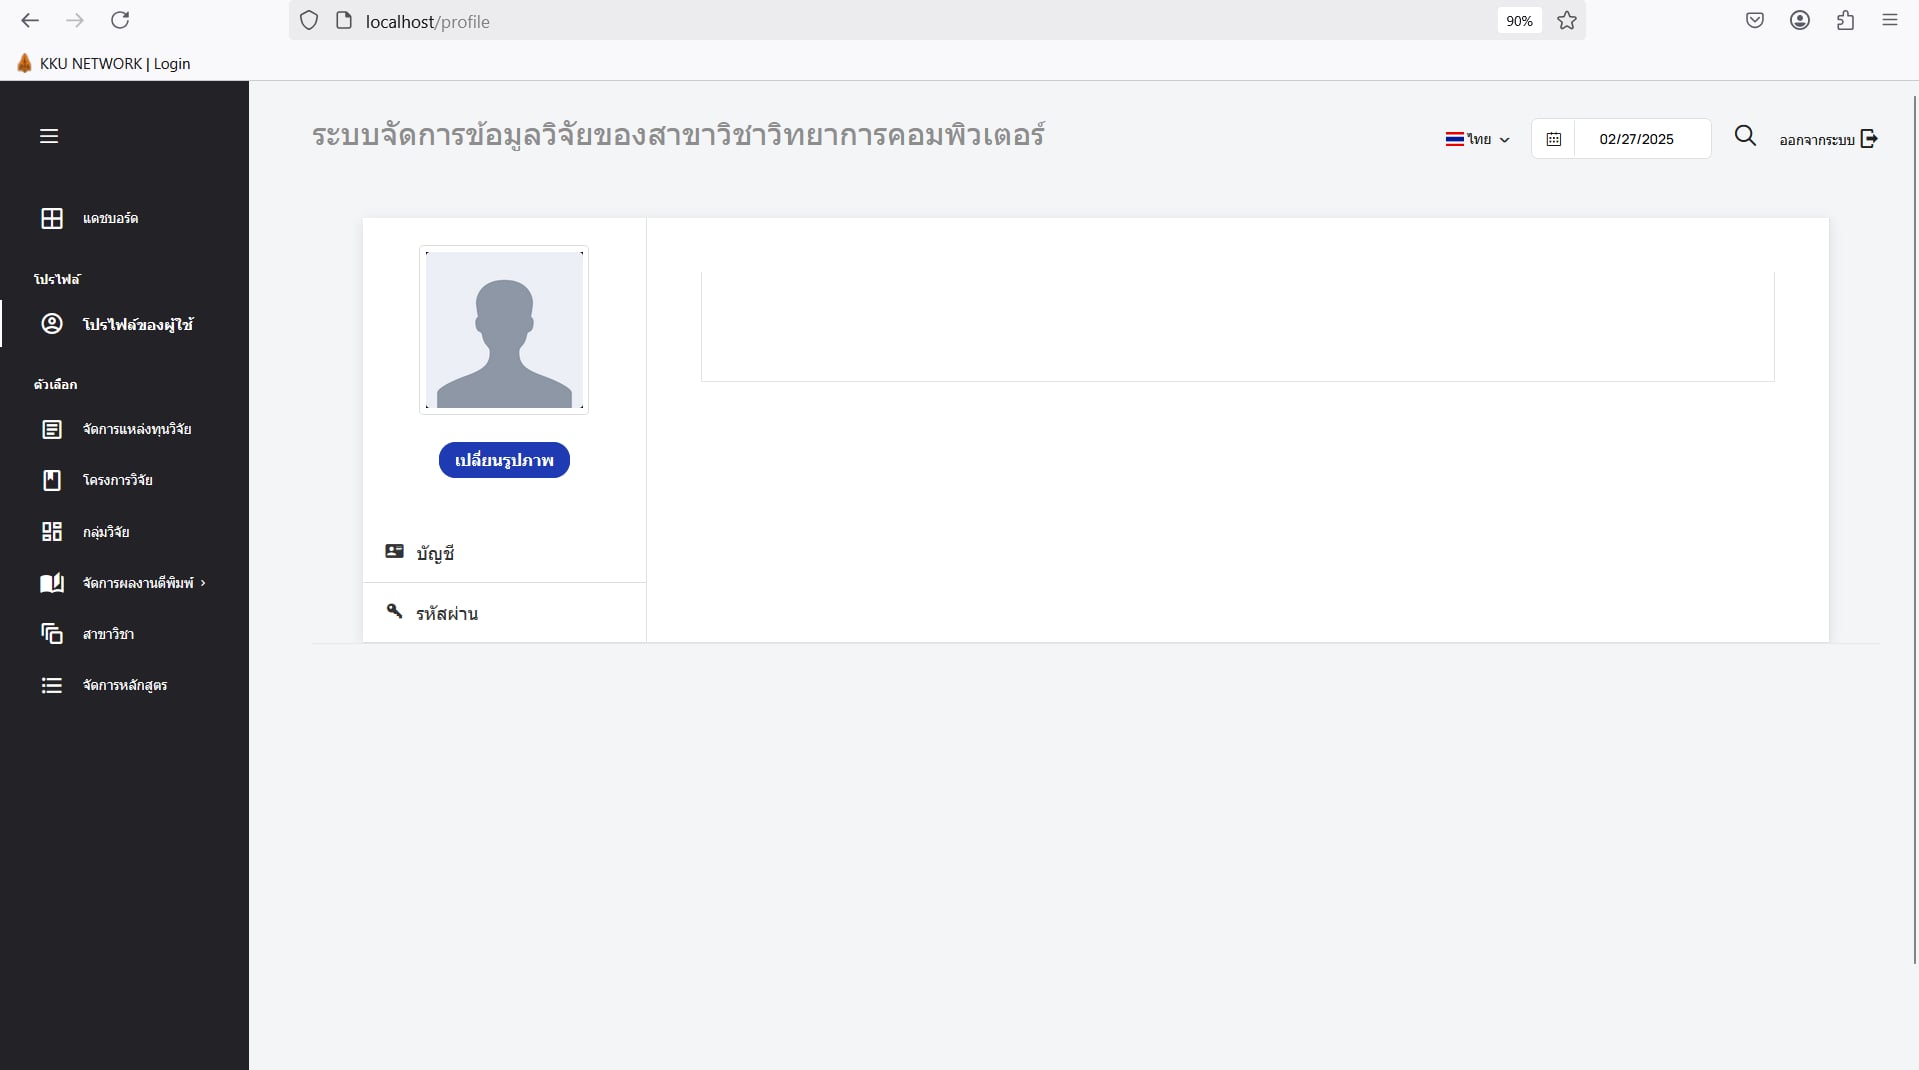 localhost/profile
90%
KKU NETWORK | Login
ระบบจัดการข้อมูลวิจัยของสาขาวิชาวิทยาการคอมพิวเตอร์
ไทย
02/27/2025
ออกจากระบบ
แดชบอร์ด
โปรไฟล์
โปรไฟล์ของผู้ใช้
ตัวเลือก
จัดการแหล่งทุนวิจัย
โครงการวิจัย
กลุ่มวิจัย
จัดการผลงานตีพิมพ์
สาขาวิชา
จัดการหลักสูตร
เปลี่ยนรูปภาพ
บัญชี
รหัสผ่าน